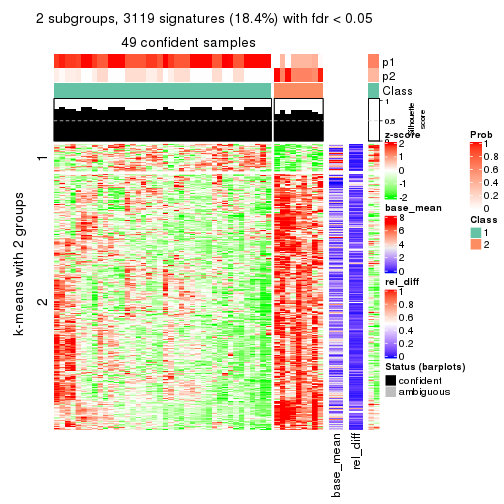 2 subgroups, 3119 signatures (18.4%) with fdr < 0.05
49 confident samples
p1
p2
Class
1
0.5
0
Silhouette
score
k-means with 2 groups
1
2
base_mean
rel_diff
z-score
2
1
0
-1
-2
base_mean
8
6
4
2
0
rel_diff
1
0.8
0.6
0.4
0.2
0
Status (barplots)
confident
ambiguous
Prob
1
0.8
0.6
0.4
0.2
0
Class
1
2